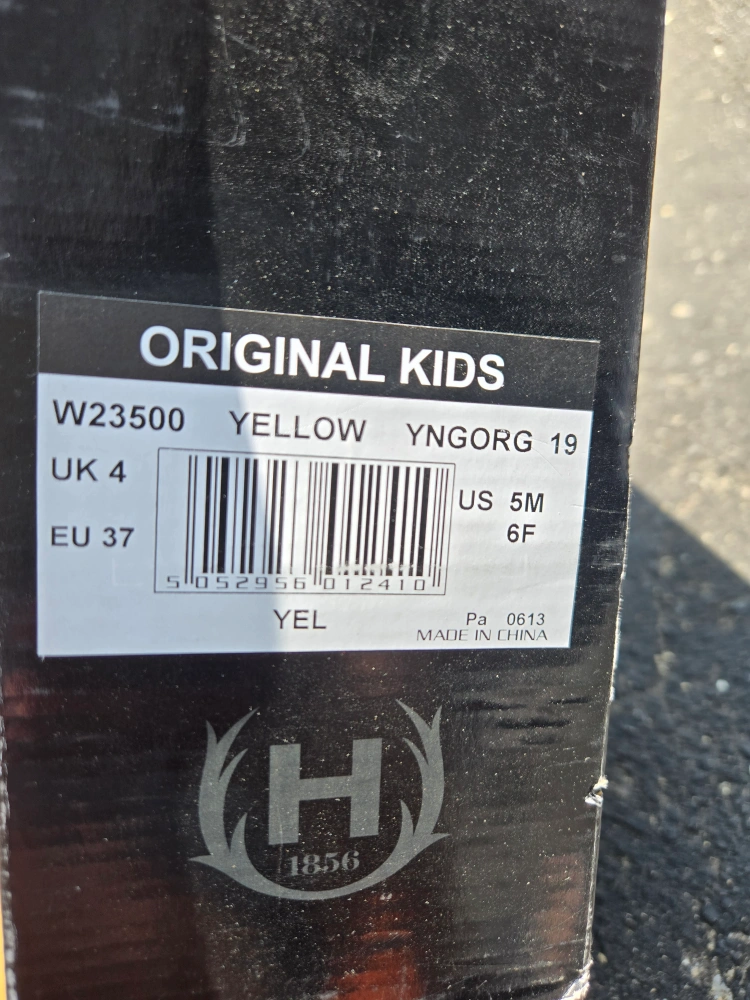 ORIGINAL KIDS
W23500 YELLOW YNGORG 19
UK 4
US 5M
EU 37
6F
5 052956 012410
YEL
Pa 0613
MADE IN CHINA
H
1856